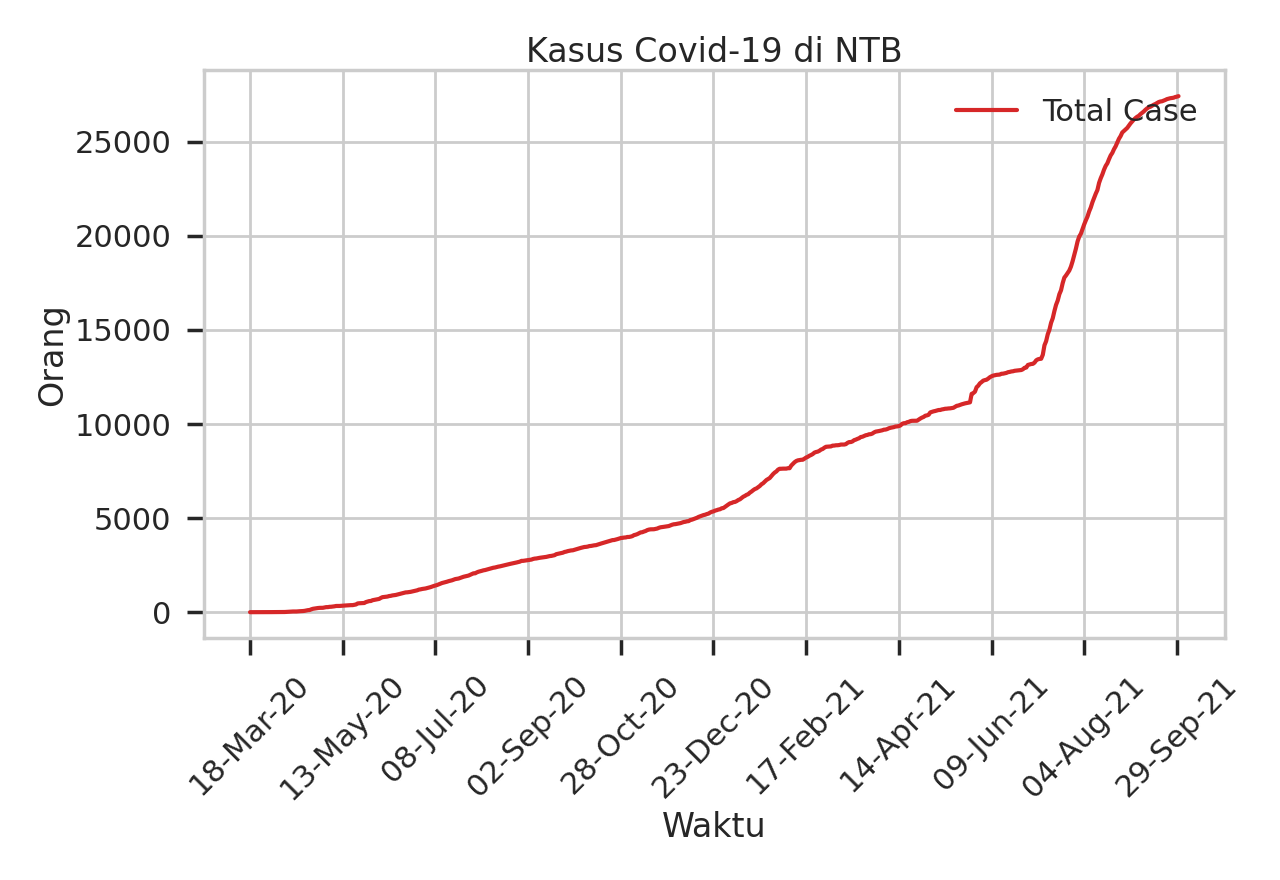 Kasus Covid-19 di NTB
Total Case
25000
20000
15000
10000
5000
0
Orang
18-Mar-20
13-May-20
08-Jul-20
02-Sep-20
28-Oct-20
23-Dec-20
17-Feb-21
14-Apr-21
09-Jun-21
04-Aug-21
29-Sep-21
Waktu